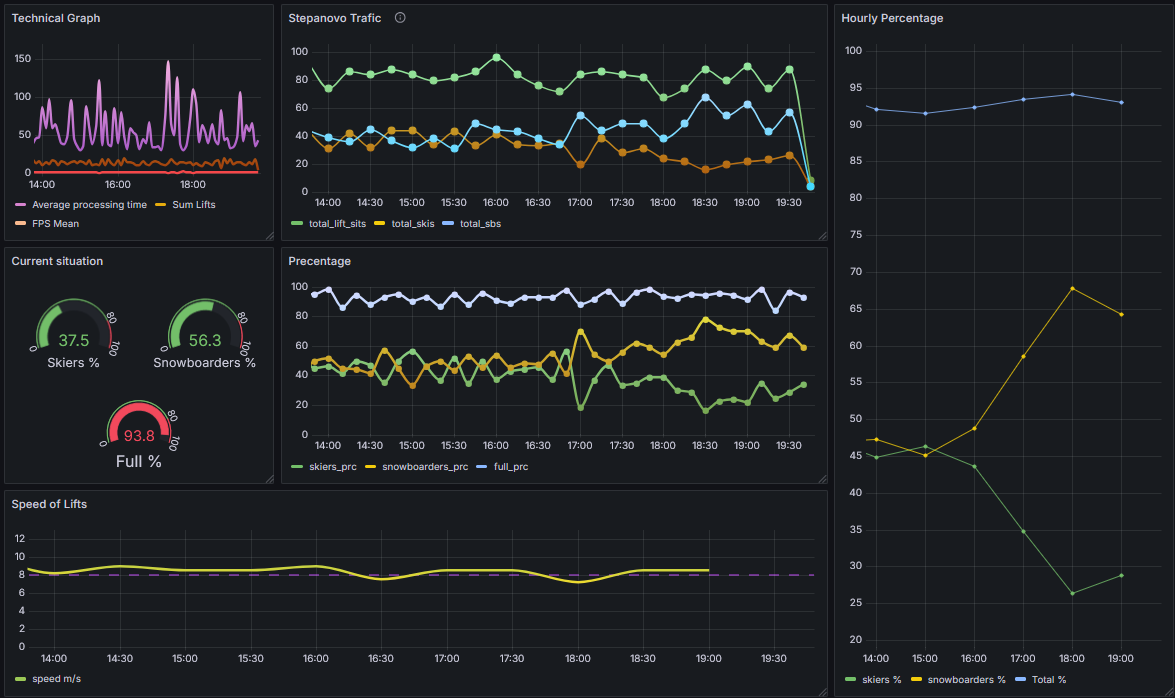 Technical Graph
150
100
50
0
14:00 16:00 18:00
Average processing time Sum Lifts
FPS Mean
Stepanovo Trafic
100
80
60
40
20
0
14:00 14:30 15:00 15:30 16:00 16:30 17:00 17:30 18:00 18:30 19:00 19:30
total_lift_sits total_skis total_sbs
Hourly Percentage
100
95
90
85
80
75
70
65
60
55
50
45
40
35
30
25
20
14:00 15:00 16:00 17:00 18:00 19:00
skiers % snowboarders % Total %
Current situation
0 80 100
37.5
Skiers %
0 80 100
56.3
Snowboarders %
0 80 100
93.8
Full %
Precentage
100
80
60
40
20
0
14:00 14:30 15:00 15:30 16:00 16:30 17:00 17:30 18:00 18:30 19:00 19:30
skiers_prc snowboarders_prc full_prc
Speed of Lifts
12
10
8
6
4
2
0
14:00 14:30 15:00 15:30 16:00 16:30 17:00 17:30 18:00 18:30 19:00 19:30
speed m/s